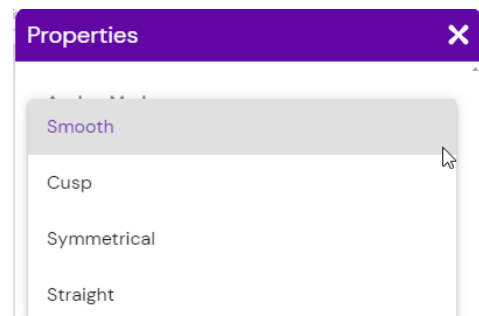 Properties
Smooth
Cusp
Symmetrical
Straight